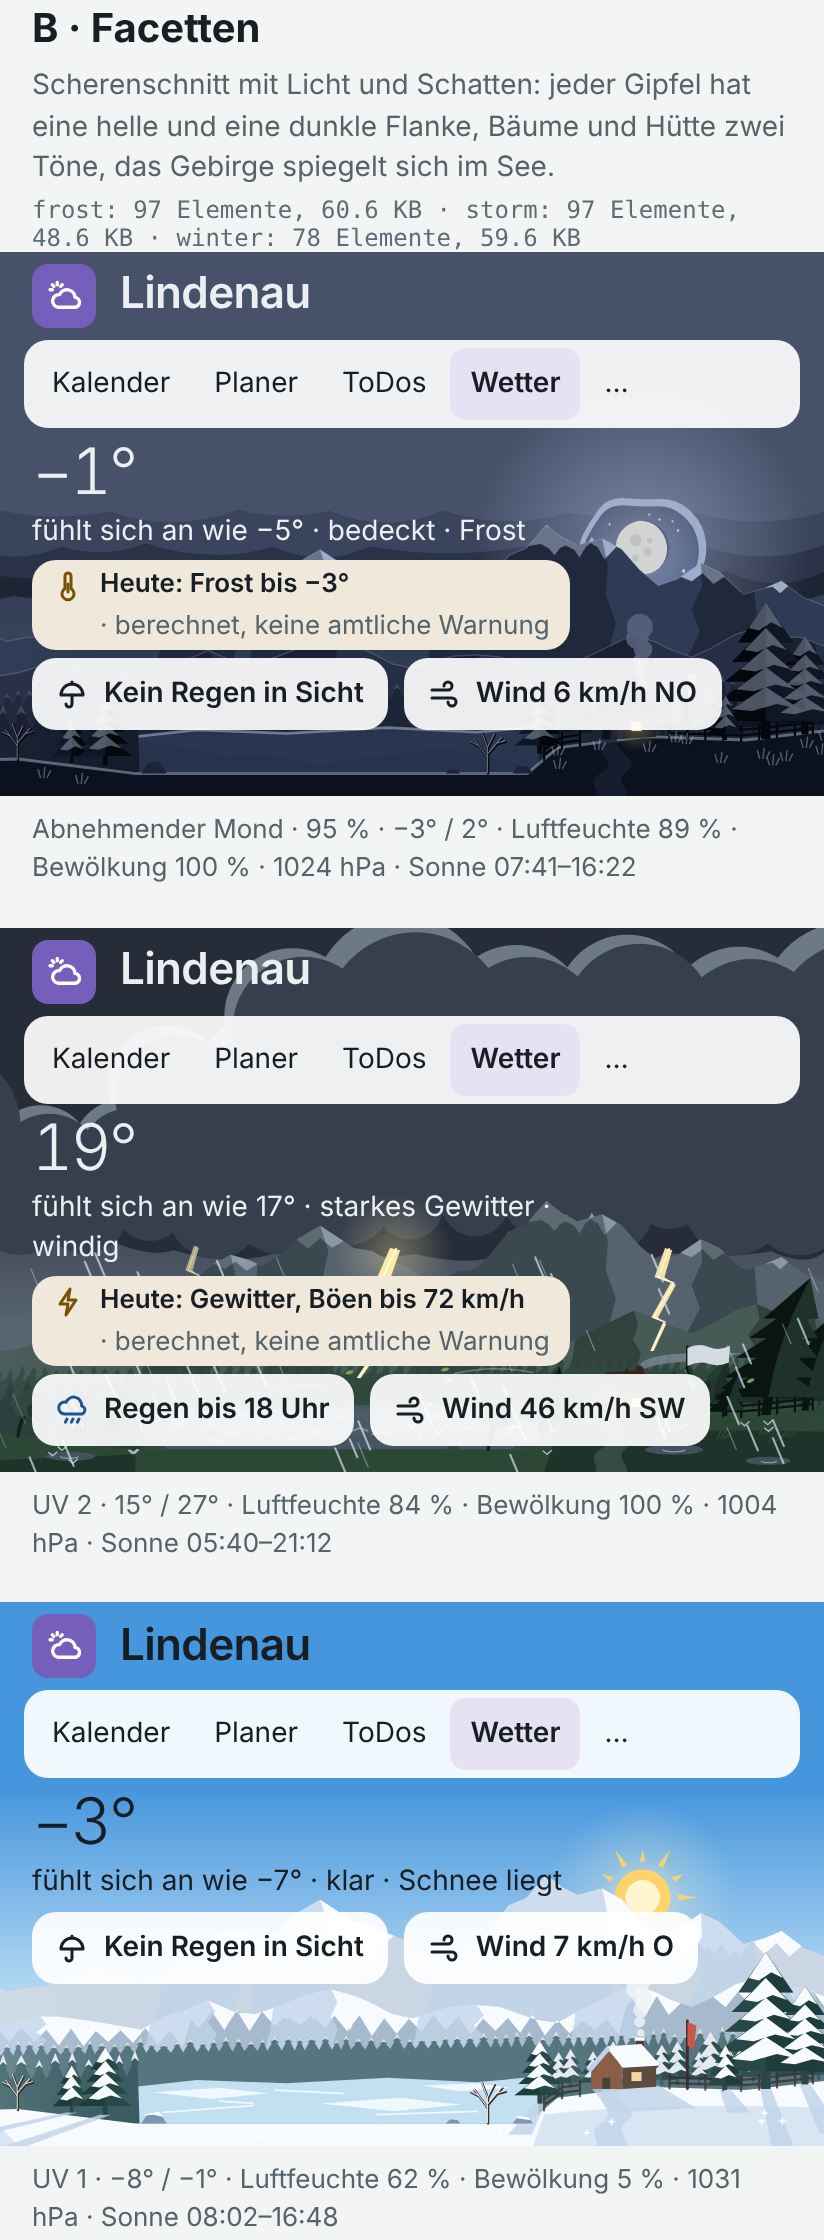 B · Facetten
Scherenschnitt mit Licht und Schatten: jeder Gipfel hat
eine helle und eine dunkle Flanke, Bäume und Hütte zwei
Töne, das Gebirge spiegelt sich im See.
frost: 97 Elemente, 60.6 KB · storm: 97 Elemente,
48.6 KB · winter: 78 Elemente, 59.6 KB
Lindenau
Kalender Planer ToDos Wetter ...
−1°
fühlt sich an wie −5° · bedeckt · Frost
Heute: Frost bis −3°
· berechnet, keine amtliche Warnung
Kein Regen in Sicht Wind 6 km/h NO
Abnehmender Mond · 95 % · −3° / 2° · Luftfeuchte 89 % ·
Bewölkung 100 % · 1024 hPa · Sonne 07:41–16:22
Lindenau
Kalender Planer ToDos Wetter ...
19°
fühlt sich an wie 17° · starkes Gewitter ·
windig
Heute: Gewitter, Böen bis 72 km/h
· berechnet, keine amtliche Warnung
Regen bis 18 Uhr Wind 46 km/h SW
UV 2 · 15° / 27° · Luftfeuchte 84 % · Bewölkung 100 % · 1004
hPa · Sonne 05:40–21:12
Lindenau
Kalender Planer ToDos Wetter ...
−3°
fühlt sich an wie −7° · klar · Schnee liegt
Kein Regen in Sicht Wind 7 km/h O
UV 1 · −8° / −1° · Luftfeuchte 62 % · Bewölkung 5 % · 1031
hPa · Sonne 08:02–16:48